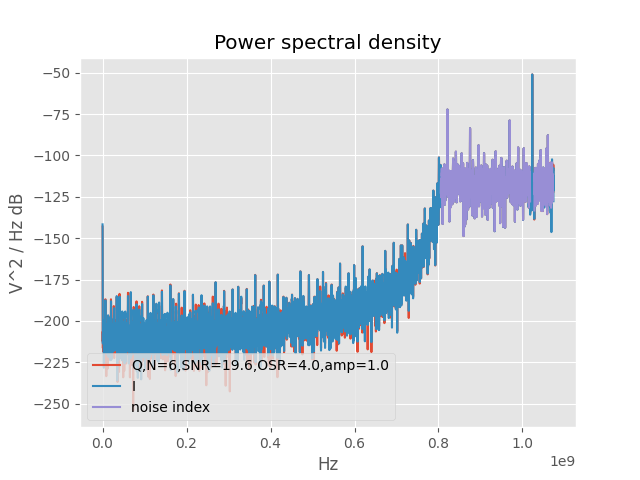 Power spectral density
V^2 / Hz dB
−50
−75
−100
−125
−150
−175
−200
−225
−250
Q,N=6,SNR=19.6,OSR=4.0,amp=1.0
I
noise index
0.0 0.2 0.4 0.6 0.8 1.0
1e9
Hz